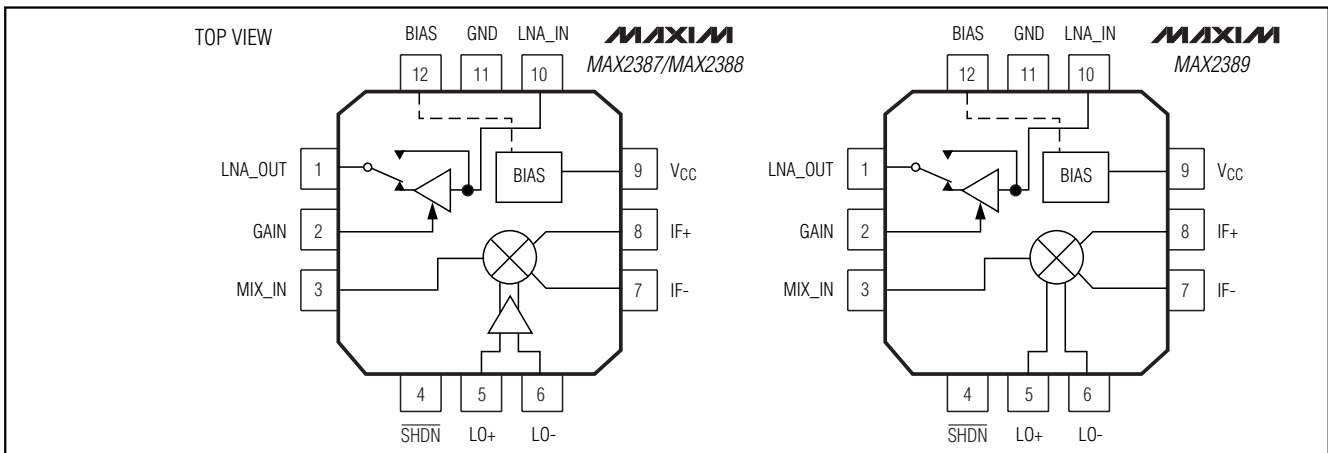 TOP VIEW
BIAS GND LNA_IN MAXIM
MAX2387/MAX2388
12 11 10
LNA_OUT 1
BIAS
9 VCC
GAIN 2
8 IF+
MIX_IN 3
7 IF-
4 5 6
SHDN LO+ LO-
BIAS GND LNA_IN MAXIM
MAX2389
12 11 10
LNA_OUT 1
BIAS
9 VCC
GAIN 2
8 IF+
MIX_IN 3
7 IF-
4 5 6
SHDN LO+ LO-